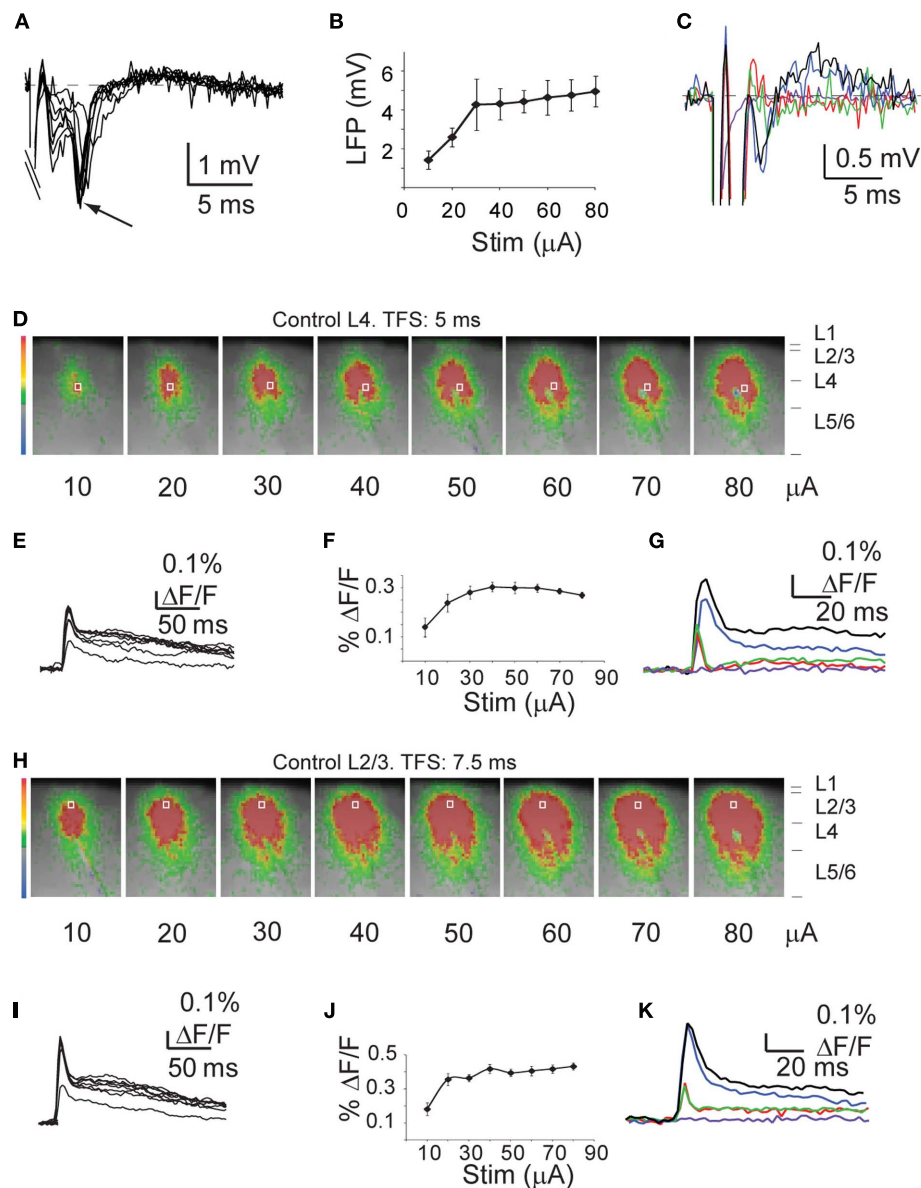 A
1 mV
5 ms
B
LFP (mV)
6
4
2
0 20 40 60 80
Stim (μA)
C
0.5 mV
5 ms
D
Control L4. TFS: 5 ms
L1
L2/3
L4
L5/6
10 20 30 40 50 60 70 80 μA
E
0.1%
ΔF/F
50 ms
F
% ΔF/F
0.3
0.1
10 30 50 70 90
Stim (μA)
G
0.1%
ΔF/F
20 ms
H
Control L2/3. TFS: 7.5 ms
L1
L2/3
L4
L5/6
10 20 30 40 50 60 70 80 μA
I
0.1%
ΔF/F
50 ms
J
% ΔF/F
0.5
0.3
0.1
10 30 50 70 90
Stim (μA)
K
0.1%
ΔF/F
20 ms